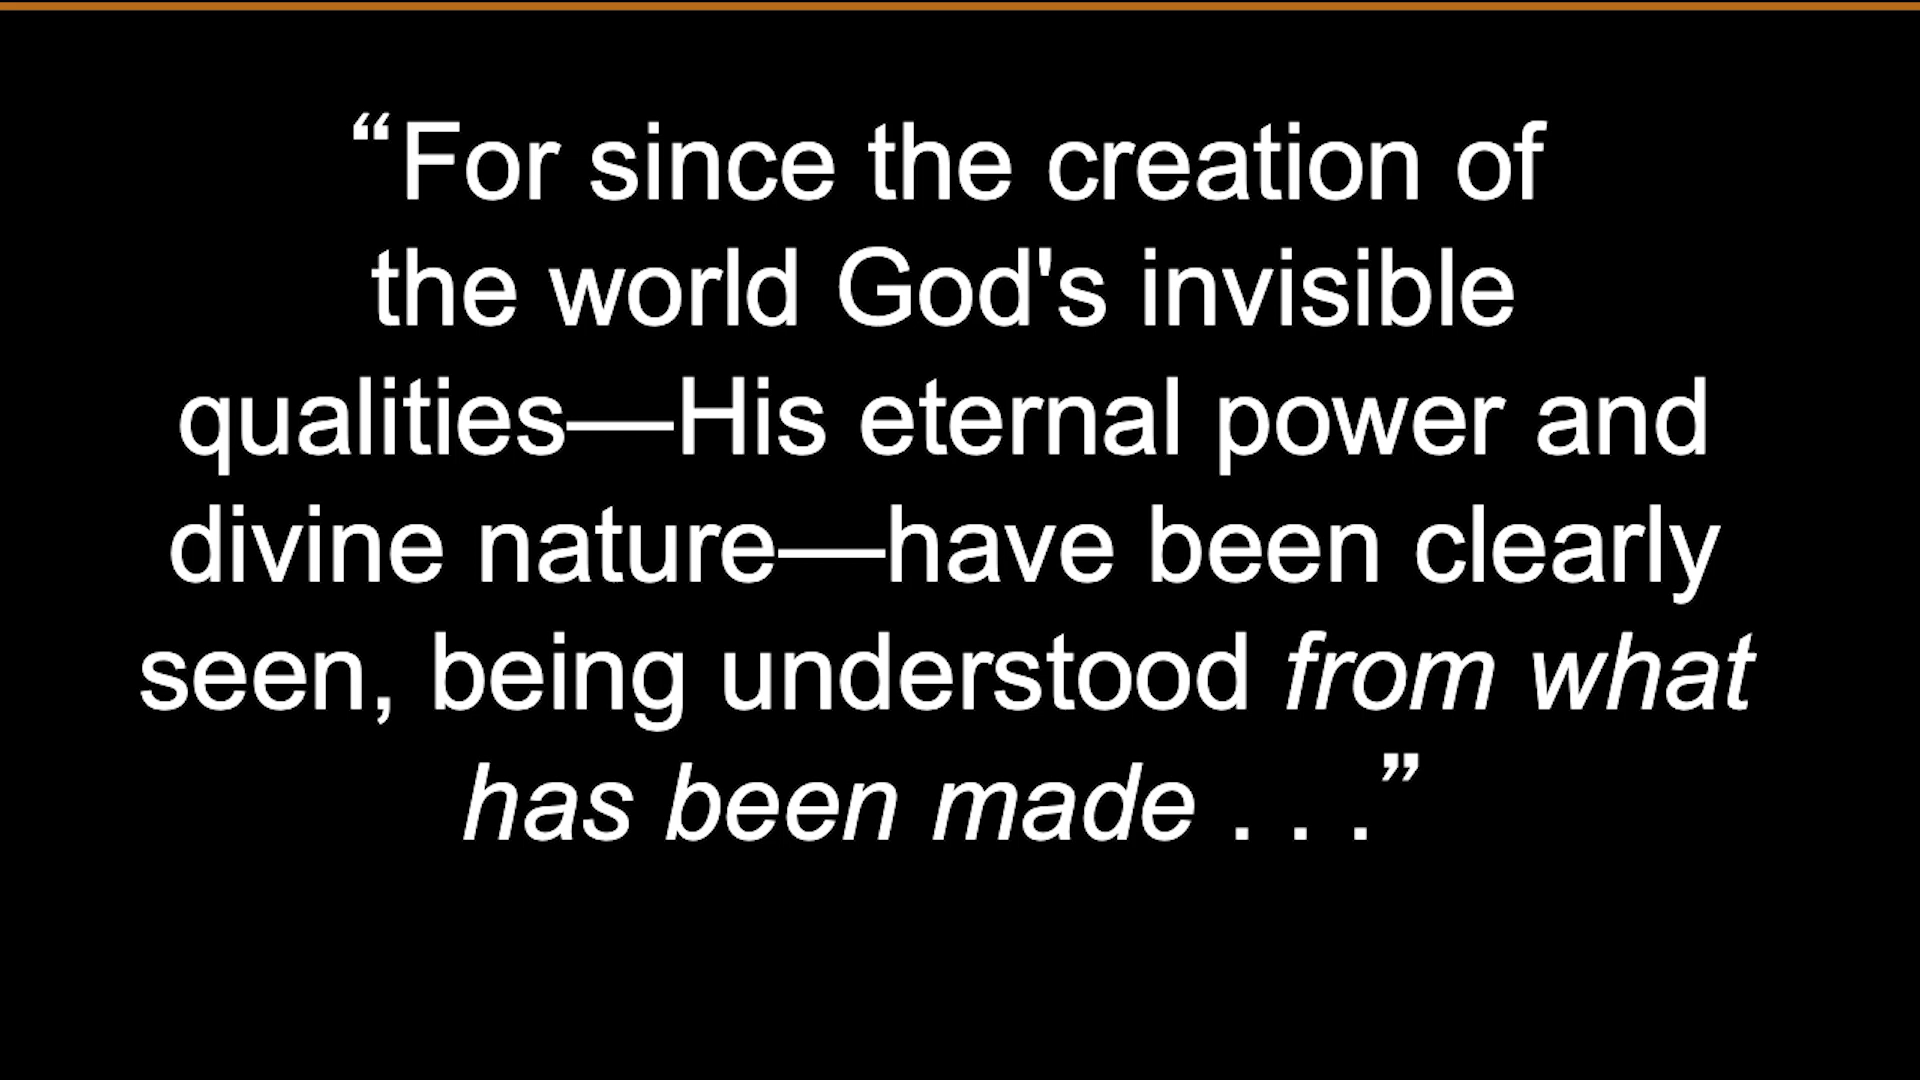 “For since the creation of
the world God's invisible
qualities—His eternal power and
divine nature—have been clearly
seen, being understood from what
has been made . . .”